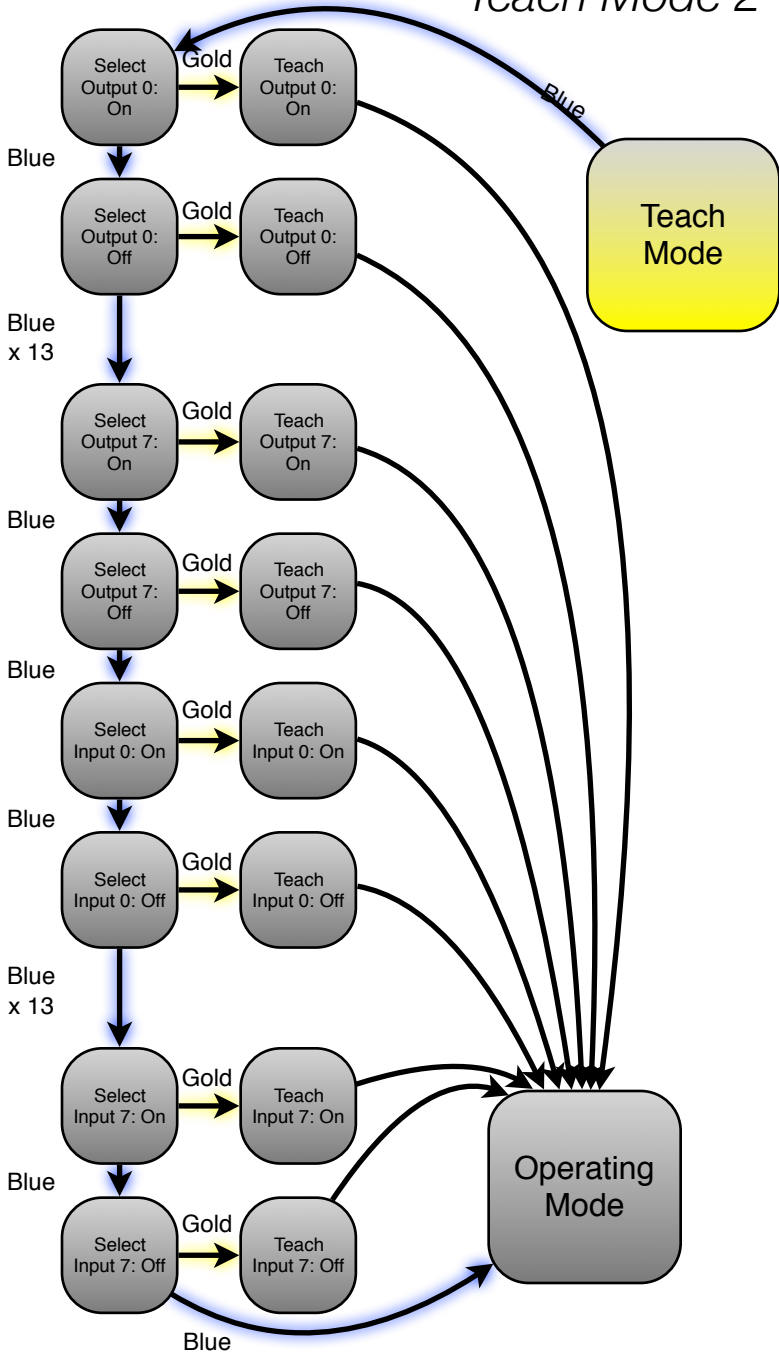 Teach Mode 2
Select
Output 0:
On
Gold
Teach
Output 0:
On
Blue
Teach
Mode
Blue
Select
Output 0:
Off
Gold
Teach
Output 0:
Off
Blue
x 13
Select
Output 7:
On
Gold
Teach
Output 7:
On
Blue
Select
Output 7:
Off
Gold
Teach
Output 7:
Off
Blue
Select
Input 0: On
Gold
Teach
Input 0: On
Blue
Select
Input 0: Off
Gold
Teach
Input 0: Off
Blue
x 13
Select
Input 7: On
Gold
Teach
Input 7: On
Operating
Mode
Blue
Select
Input 7: Off
Gold
Teach
Input 7: Off
Blue